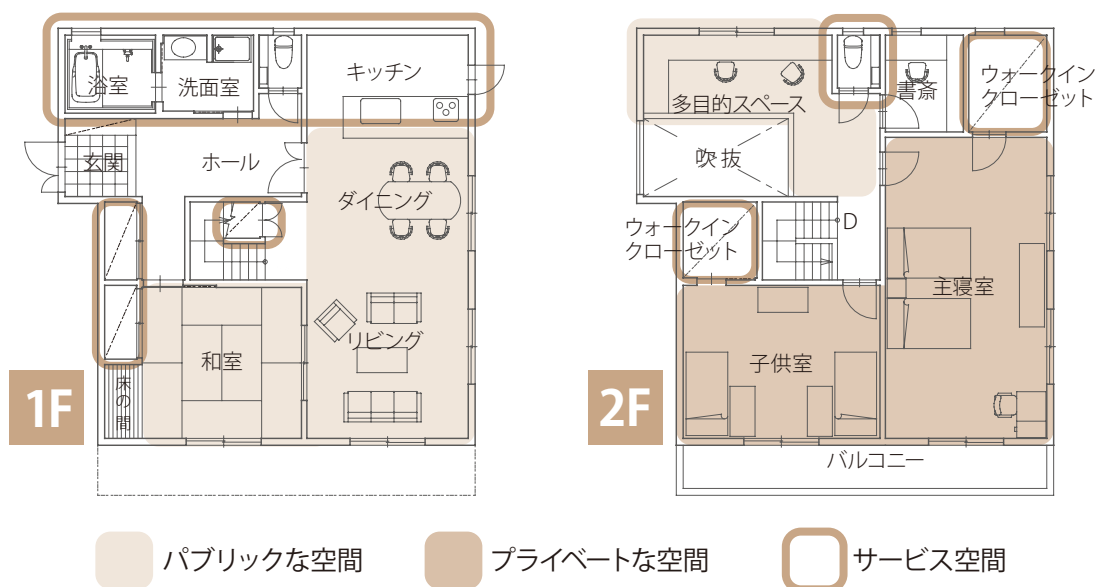 浴室
洗面室
キッチン
玄関
ホール
ダイニング
リビング
和室
床の間
1F
多目的スペース
書斎
ウォークイン
クローゼット
吹抜
ウォークイン
クローゼット
D
主寝室
子供室
バルコニー
2F
パブリックな空間
プライベートな空間
サービス空間